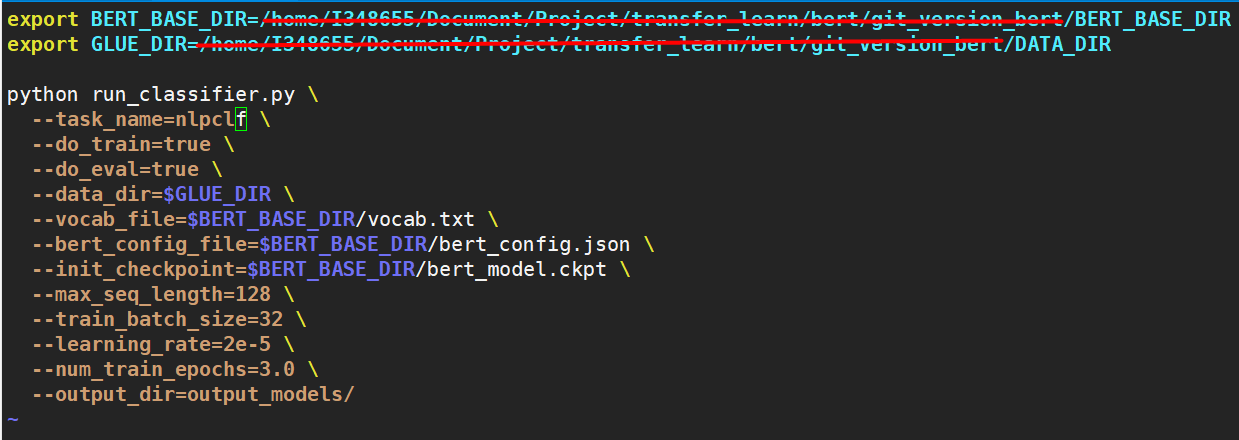 export BERT_BASE_DIR=/home/I348655/Document/Project/transfer_learn/bert/git_version_bert/BERT_BASE_DIR
export GLUE_DIR=/home/I348655/Document/Project/transfer_learn/bert/git_version_bert/DATA_DIR
python run_classifier.py \
--task_name=nlpclf \
--do_train=true \
--do_eval=true \
--data_dir=$GLUE_DIR \
--vocab_file=$BERT_BASE_DIR/vocab.txt \
--bert_config_file=$BERT_BASE_DIR/bert_config.json \
--init_checkpoint=$BERT_BASE_DIR/bert_model.ckpt \
--max_seq_length=128 \
--train_batch_size=32 \
--learning_rate=2e-5 \
--num_train_epochs=3.0 \
--output_dir=output_models/
~